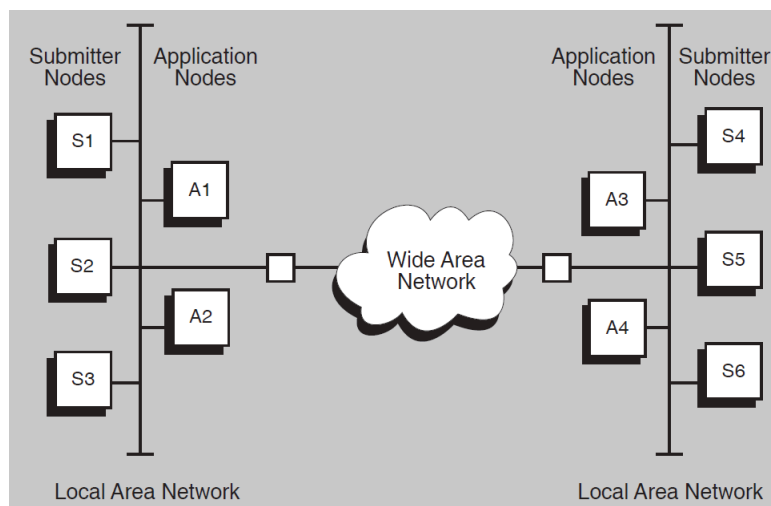 Submitter
Nodes
Application
Nodes
S1
A1
S2
A2
S3
Local Area Network
Wide Area
Network
Application
Nodes
Submitter
Nodes
S4
A3
S5
A4
S6
Local Area Network